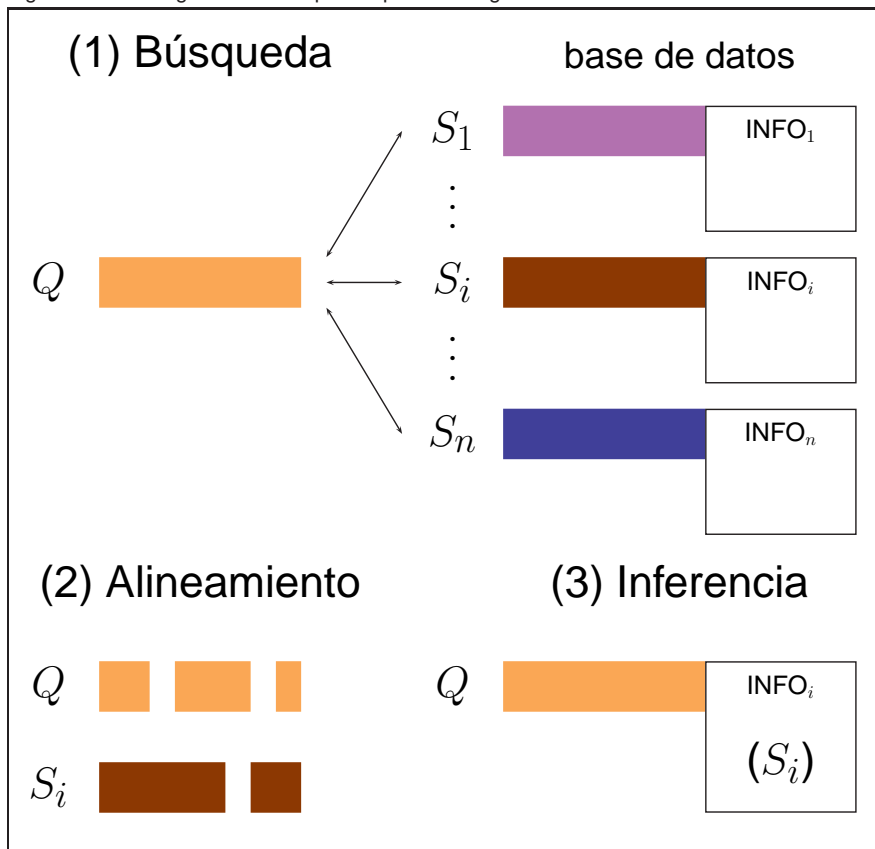 (1) Búsqueda
base de datos
S₁ INFO₁
⋮
Q Sᵢ INFOᵢ
⋮
Sₙ INFOₙ
(2) Alineamiento
(3) Inferencia
Q
Sᵢ
Q INFOᵢ
(Sᵢ)